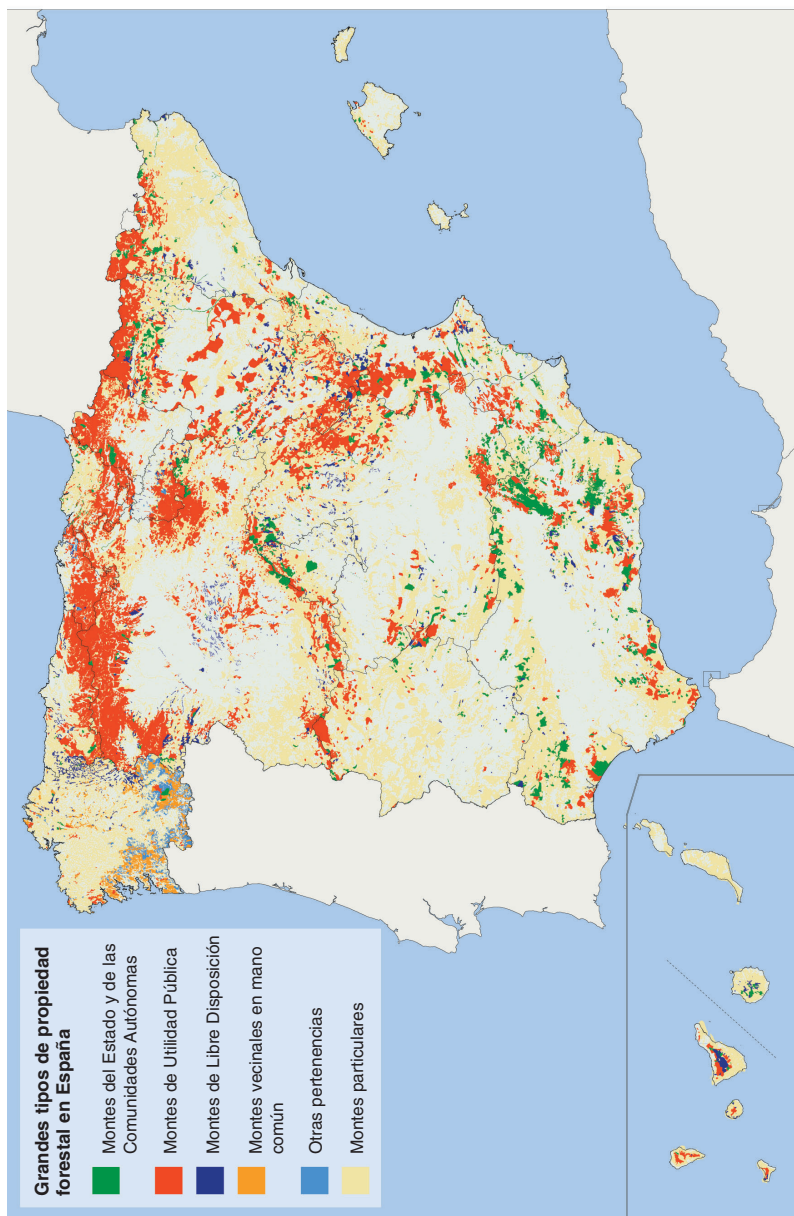 Grandes tipos de propiedad
forestal en España
Montes del Estado y de las
Comunidades Autónomas
Montes de Utilidad Pública
Montes de Libre Disposición
Montes vecinales en mano
común
Otras pertenencias
Montes particulares